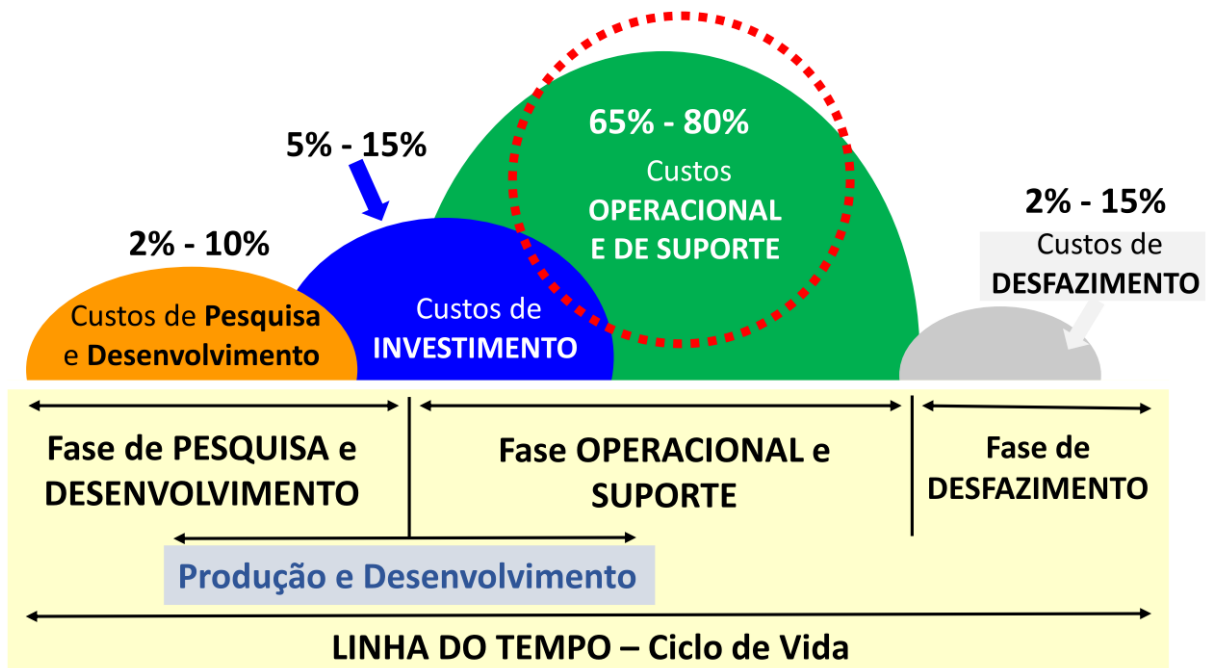 65% - 80%
Custos
OPERACIONAL
E DE SUPORTE
5% - 15%
2% - 15%
Custos de
DESFAZIMENTO
2% - 10%
Custos de Pesquisa
e Desenvolvimento
Custos de
INVESTIMENTO
Fase de PESQUISA e
DESENVOLVIMENTO
Fase OPERACIONAL e
SUPORTE
Fase de
DESFAZIMENTO
Produção e Desenvolvimento
LINHA DO TEMPO – Ciclo de Vida